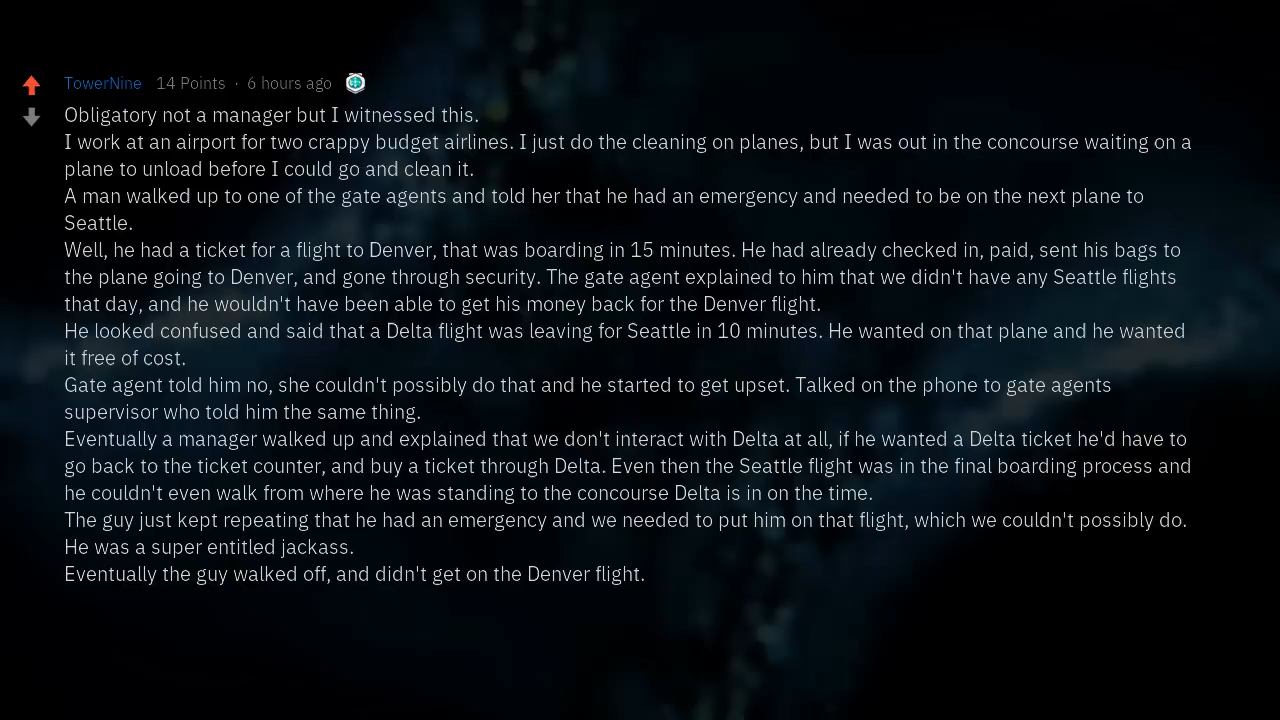 TowerNine 14 Points · 6 hours ago
Obligatory not a manager but I witnessed this.
I work at an airport for two crappy budget airlines. I just do the cleaning on planes, but I was out in the concourse waiting on a
plane to unload before I could go and clean it.
A man walked up to one of the gate agents and told her that he had an emergency and needed to be on the next plane to
Seattle.
Well, he had a ticket for a flight to Denver, that was boarding in 15 minutes. He had already checked in, paid, sent his bags to
the plane going to Denver, and gone through security. The gate agent explained to him that we didn't have any Seattle flights
that day, and he wouldn't have been able to get his money back for the Denver flight.
He looked confused and said that a Delta flight was leaving for Seattle in 10 minutes. He wanted on that plane and he wanted
it free of cost.
Gate agent told him no, she couldn't possibly do that and he started to get upset. Talked on the phone to gate agents
supervisor who told him the same thing.
Eventually a manager walked up and explained that we don't interact with Delta at all, if he wanted a Delta ticket he'd have to
go back to the ticket counter, and buy a ticket through Delta. Even then the Seattle flight was in the final boarding process and
he couldn't even walk from where he was standing to the concourse Delta is in on the time.
The guy just kept repeating that he had an emergency and we needed to put him on that flight, which we couldn't possibly do.
He was a super entitled jackass.
Eventually the guy walked off, and didn't get on the Denver flight.